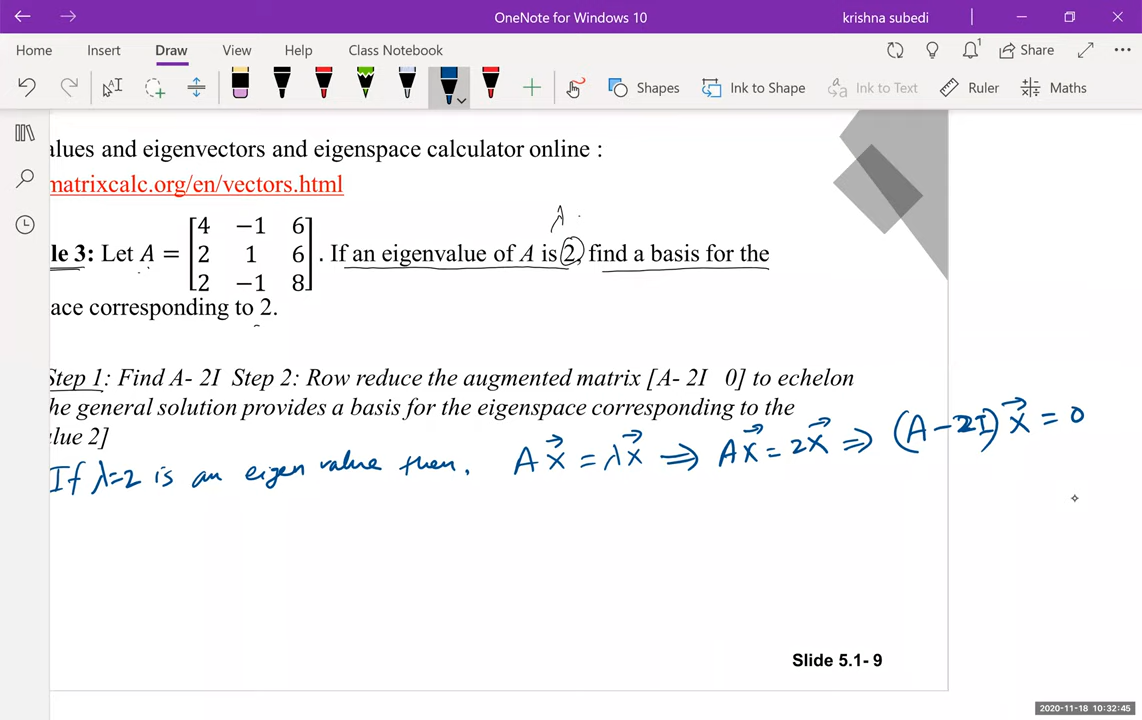 OneNote for Windows 10
krishna subedi
Home Insert Draw View Help Class Notebook
1 Share
Shapes Ink to Shape Ink to Text Ruler Maths
alues and eigenvectors and eigenspace calculator online :
matrixcalc.org/en/vectors.html
λ
le 3: Let A = [4 −1 6
2 1 6
2 −1 8] . If an eigenvalue of A is 2, find a basis for the
ace corresponding to 2.
Step 1: Find A- 2I Step 2: Row reduce the augmented matrix [A- 2I 0] to echelon
he general solution provides a basis for the eigenspace corresponding to the
lue 2]
If λ=2 is an eigen value then, A x⃗ = λx⃗ ⇒ Ax⃗ = 2x⃗ ⇒ (A−2I) x⃗ = 0
Slide 5.1- 9
2020-11-18 10:32:45